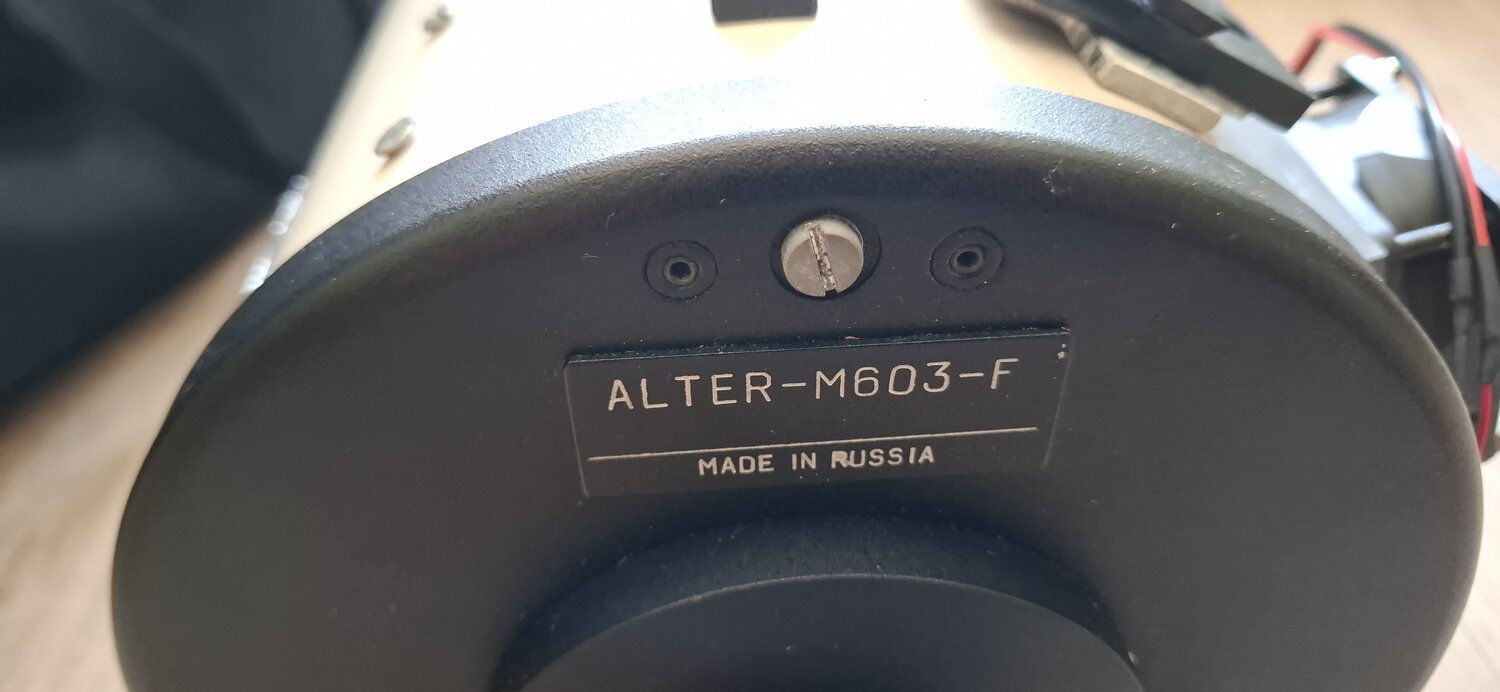 ALTER-M603-F
MADE IN RUSSIA